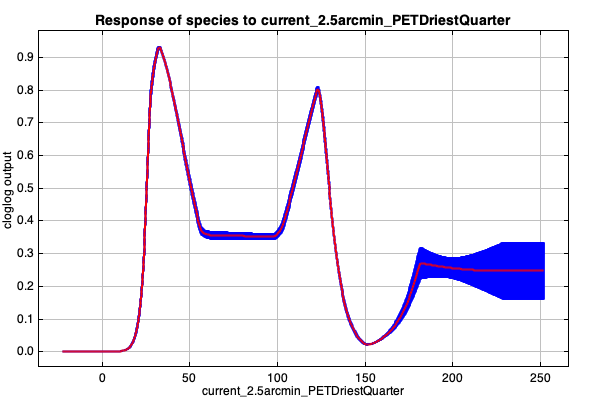 Response of species to current_2.5arcmin_PETDriestQuarter
cloglog output
0.9
0.8
0.7
0.6
0.5
0.4
0.3
0.2
0.1
0.0
0 50 100 150 200 250
current_2.5arcmin_PETDriestQuarter